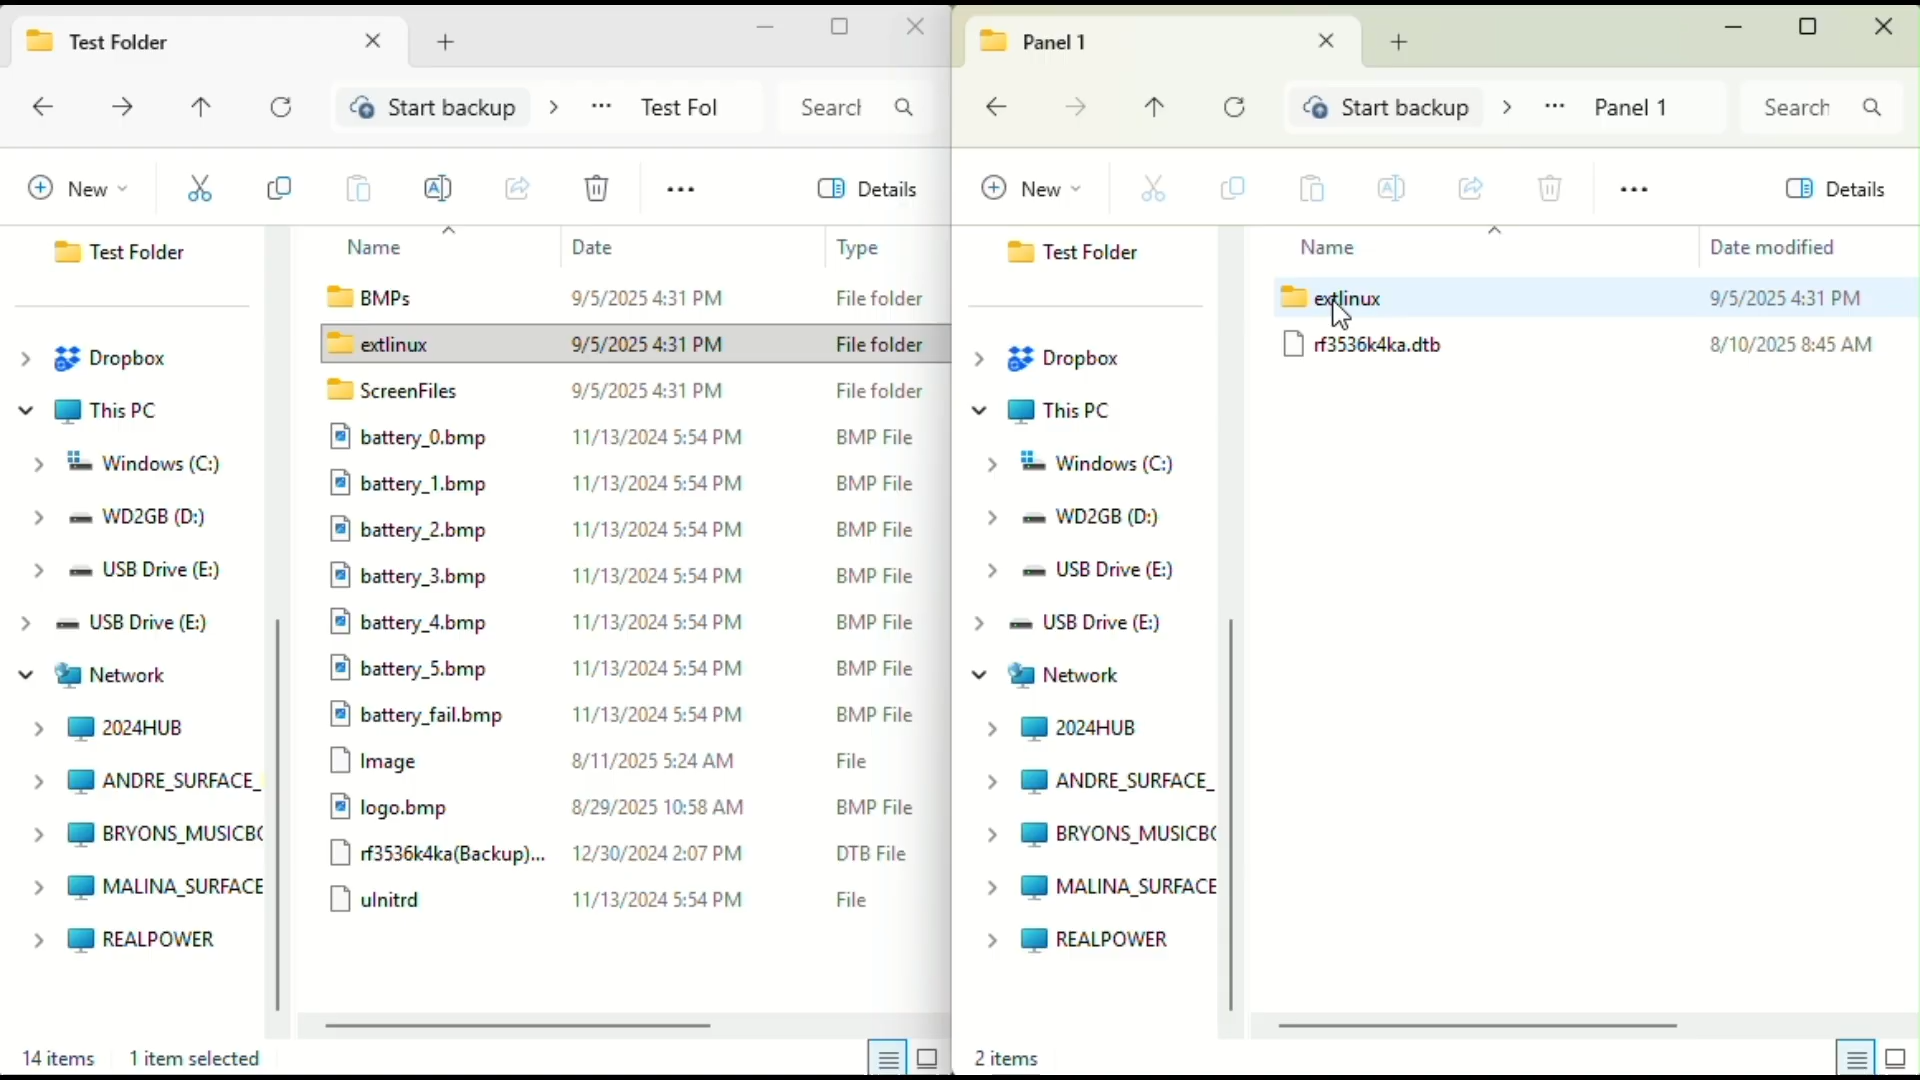 Test Folder
Start backup
Test Fol
Search
New
Details
Test Folder
Dropbox
This PC
Windows (C:)
WD2GB (D:)
USB Drive (E:)
USB Drive (E:)
Network
2024HUB
ANDRE_SURFACE_
BRYONS_MUSICBO
MALINA_SURFACE
REALPOWER
Name Date Type
BMPs 9/5/2025 4:31 PM File folder
extlinux 9/5/2025 4:31 PM File folder
ScreenFiles 9/5/2025 4:31 PM File folder
battery_0.bmp 11/13/2024 5:54 PM BMP File
battery_1.bmp 11/13/2024 5:54 PM BMP File
battery_2.bmp 11/13/2024 5:54 PM BMP File
battery_3.bmp 11/13/2024 5:54 PM BMP File
battery_4.bmp 11/13/2024 5:54 PM BMP File
battery_5.bmp 11/13/2024 5:54 PM BMP File
battery_fail.bmp 11/13/2024 5:54 PM BMP File
Image 8/11/2025 5:24 AM File
logo.bmp 8/29/2025 10:58 AM BMP File
rf3536k4ka(Backup)... 12/30/2024 2:07 PM DTB File
uInitrd 11/13/2024 5:54 PM File
14 items 1 item selected
Panel 1
Start backup
Panel 1
Search
New
Details
Test Folder
Dropbox
This PC
Windows (C:)
WD2GB (D:)
USB Drive (E:)
USB Drive (E:)
Network
2024HUB
ANDRE_SURFACE_
BRYONS_MUSICBO
MALINA_SURFACE
REALPOWER
Name Date modified
extlinux 9/5/2025 4:31 PM
rf3536k4ka.dtb 8/10/2025 8:45 AM
2 items